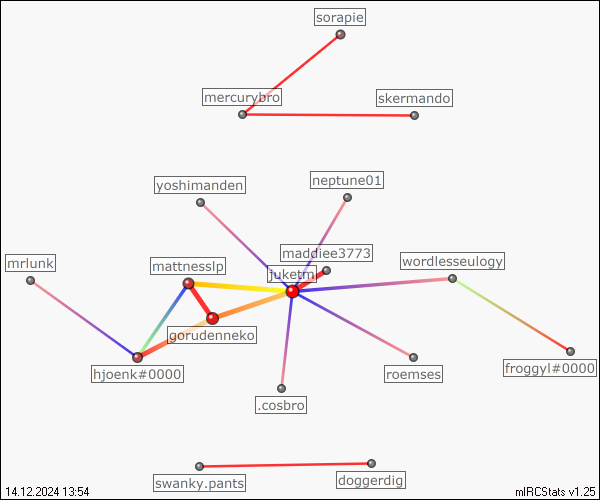 sorapie
mercurybro
skermando
neptune01
yoshimanden
maddiee3773
wordlesseulogy
mrlunk
mattnesslp
juketm
gorudenneko
hjoenk#0000
roemses
froggyl#0000
.cosbro
swanky.pants
doggerdig
14.12.2024 13:54
mIRCStats v1.25